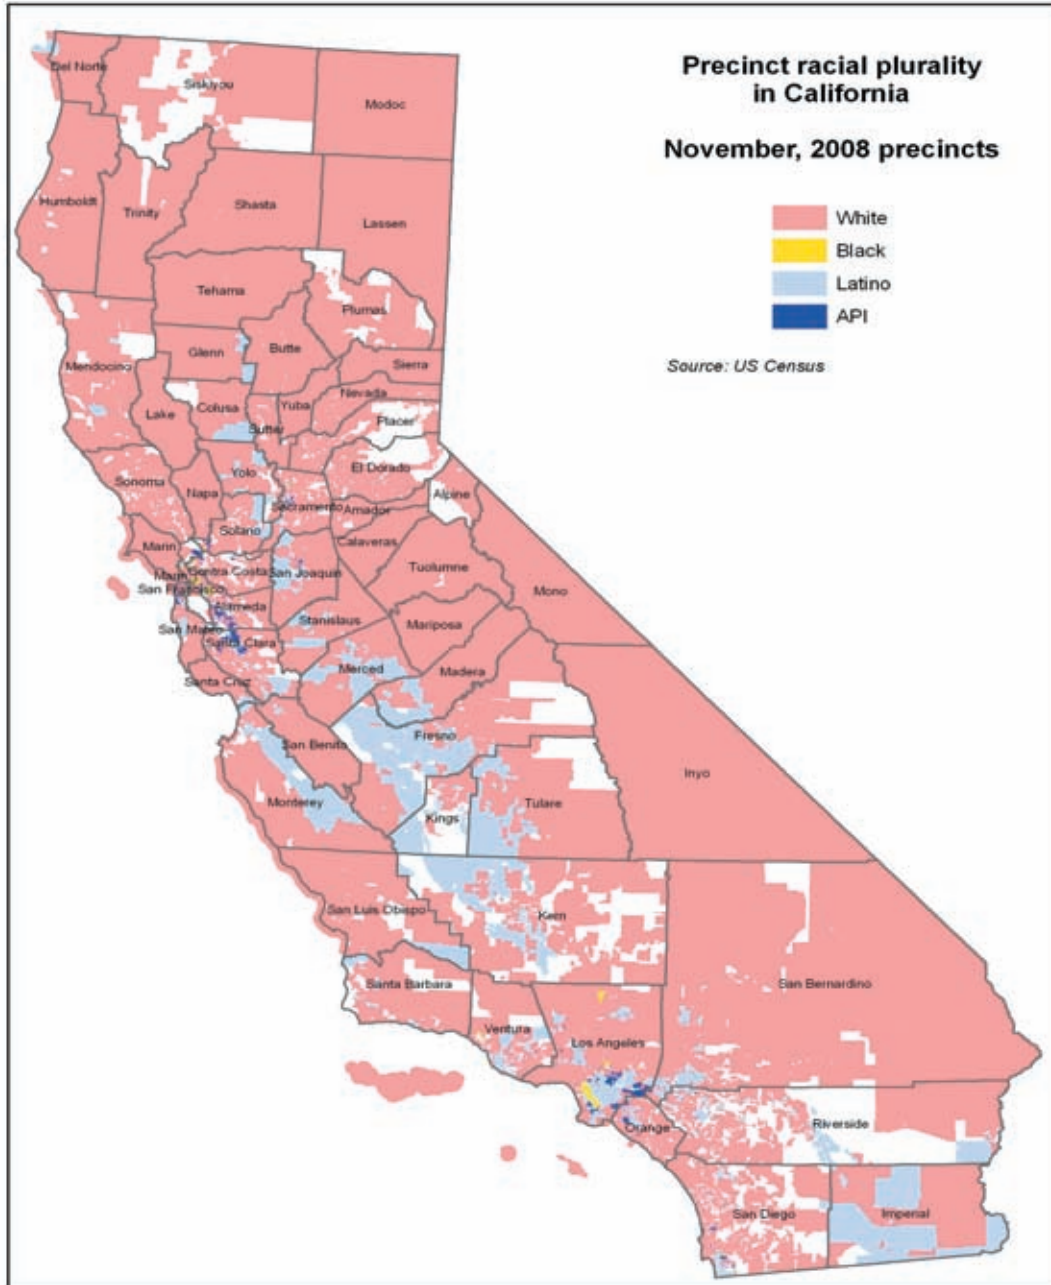 Precinct racial plurality
in California
November, 2008 precincts
White
Black
Latino
API
Source: US Census
Del Norte
Siskiyou
Modoc
Humboldt
Trinity
Shasta
Lassen
Tehama
Plumas
Mendocino
Glenn
Butte
Sierra
Lake
Colusa
Sutter
Yuba
Nevada
Placer
Sonoma
Napa
Yolo
El Dorado
Solano
Sacramento
Amador
Alpine
Marin
Contra Costa
San Joaquin
Calaveras
Tuolumne
Mono
Marin
San Francisco
Alameda
Stanislaus
Mariposa
San Mateo
Santa Clara
Merced
Madera
Santa Cruz
San Benito
Fresno
Inyo
Monterey
Kings
Tulare
San Luis Obispo
Kern
Santa Barbara
San Bernardino
Ventura
Los Angeles
Orange
Riverside
San Diego
Imperial